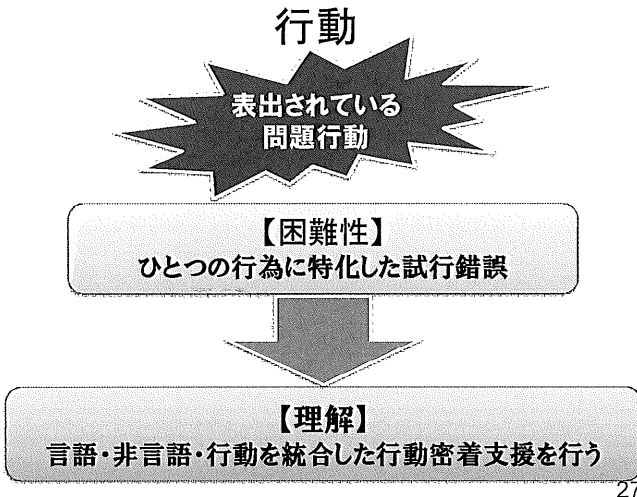 行動
表出されている
問題行動
【困難性】
ひとつの行為に特化した試行錯誤
【理解】
言語・非言語・行動を統合した行動密着支援を行う
27